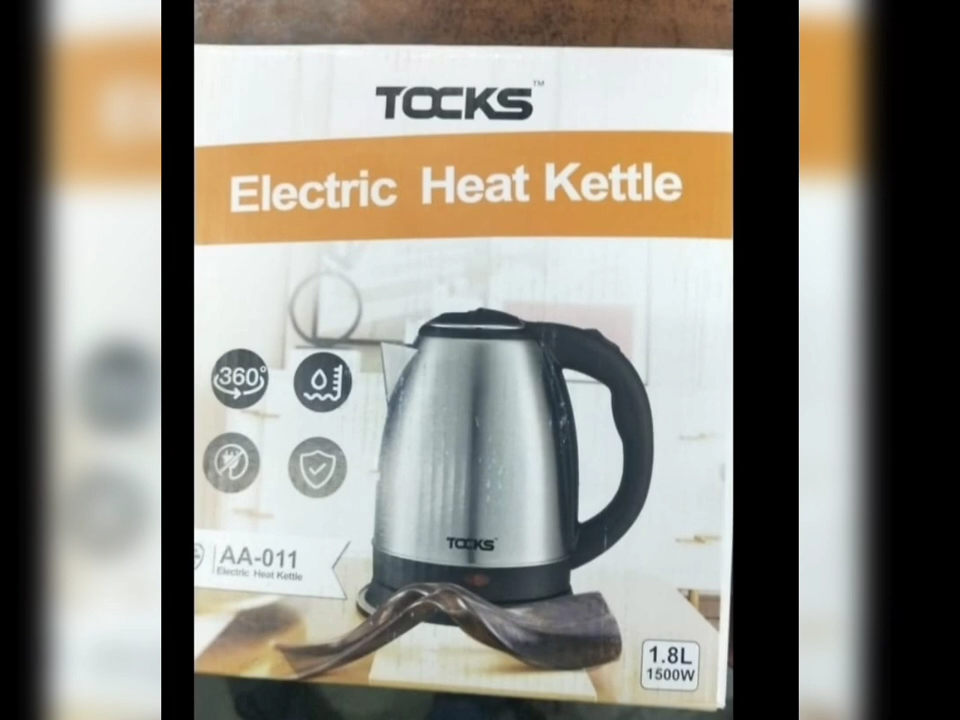 TOCKS™
Electric Heat Kettle
360°
TOCKS
AA-011
Electric Heat Kettle
1.8L
1500W